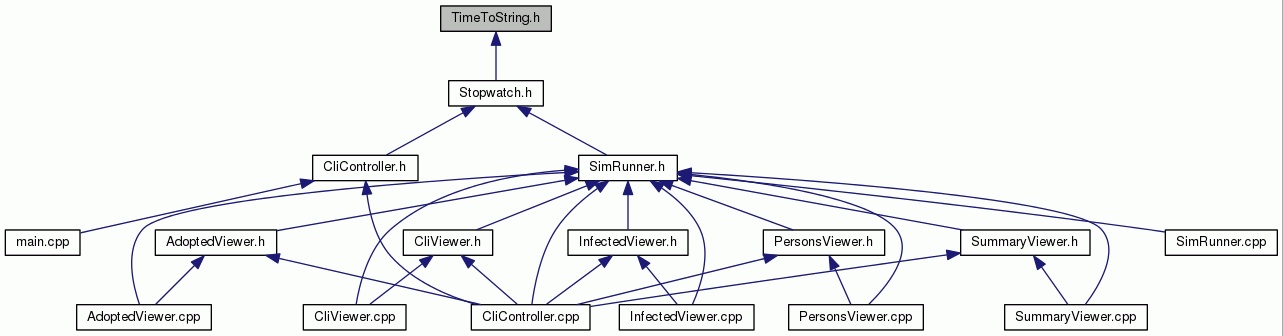 TimeToString.h
Stopwatch.h
CliController.h
SimRunner.h
main.cpp
AdoptedViewer.h
CliViewer.h
InfectedViewer.h
PersonsViewer.h
SummaryViewer.h
SimRunner.cpp
AdoptedViewer.cpp
CliViewer.cpp
CliController.cpp
InfectedViewer.cpp
PersonsViewer.cpp
SummaryViewer.cpp